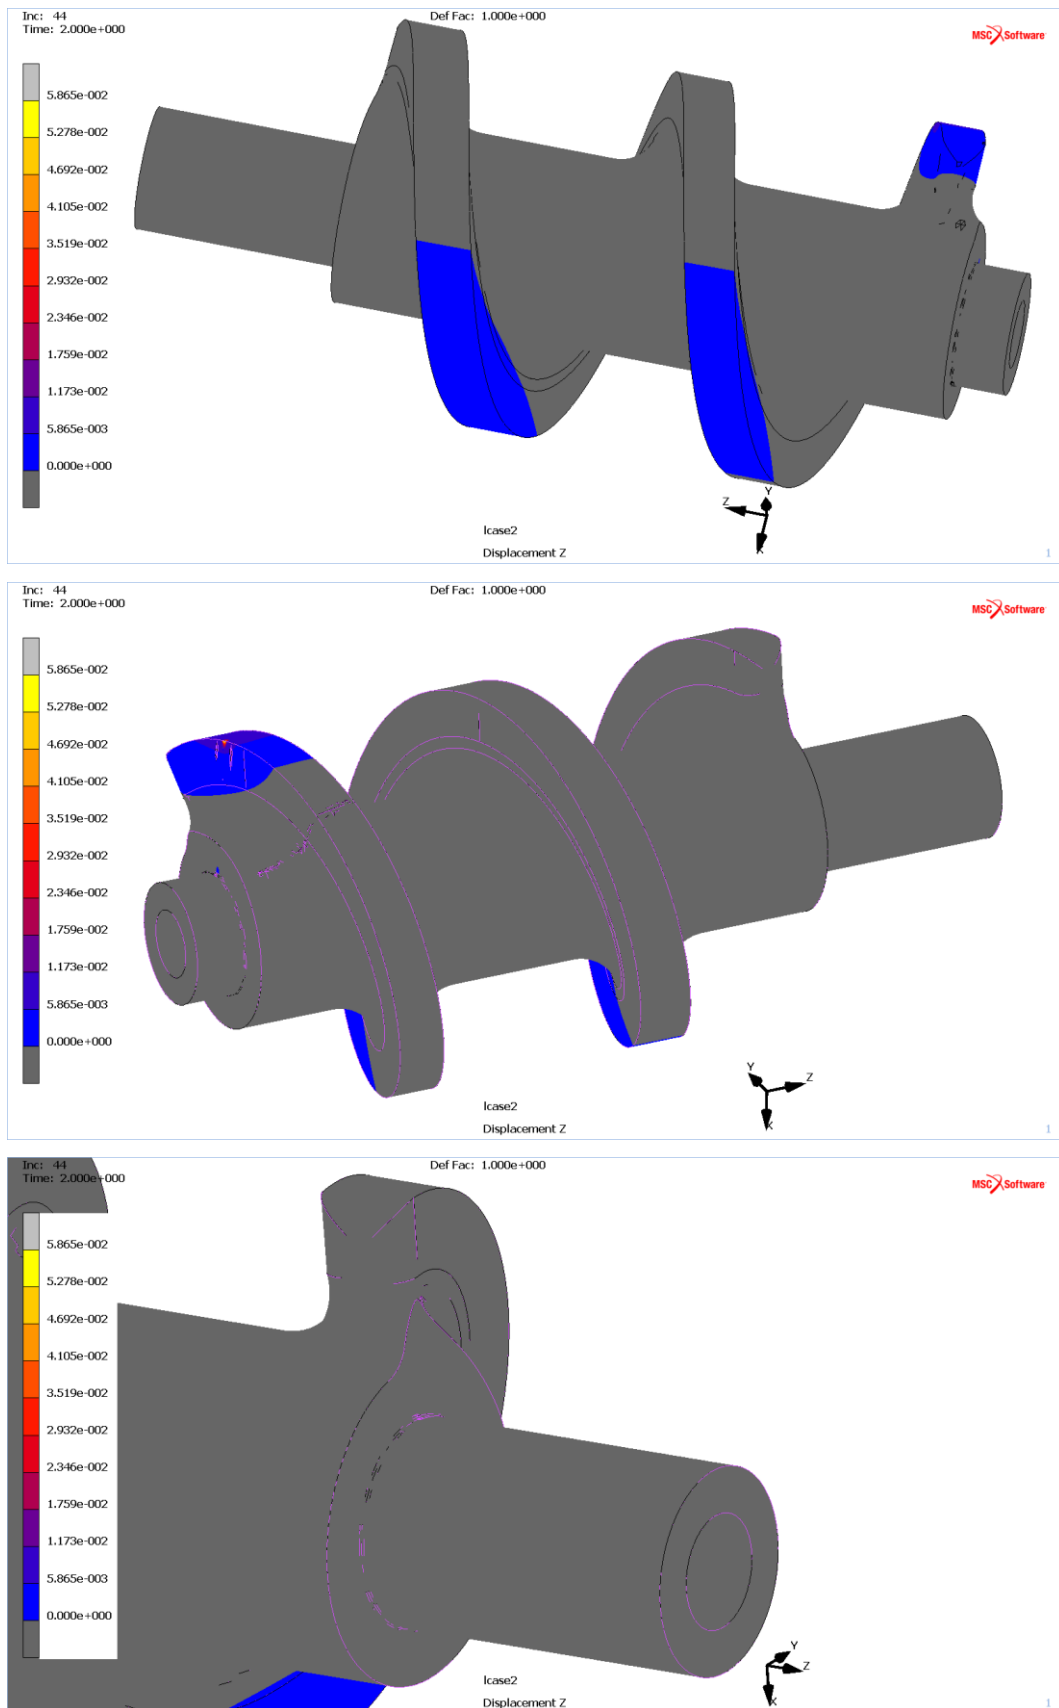 Inc: 44
Time: 2.000e+000
Def Fac: 1.000e+000
MSC Software
5.865e-002
5.278e-002
4.692e-002
4.105e-002
3.519e-002
2.932e-002
2.346e-002
1.759e-002
1.173e-002
5.865e-003
0.000e+000
Z
Y
X
lcase2
Displacement Z
1
Inc: 44
Time: 2.000e+000
Def Fac: 1.000e+000
MSC Software
5.865e-002
5.278e-002
4.692e-002
4.105e-002
3.519e-002
2.932e-002
2.346e-002
1.759e-002
1.173e-002
5.865e-003
0.000e+000
Y
Z
X
lcase2
Displacement Z
1
Inc: 44
Time: 2.000e+000
Def Fac: 1.000e+000
MSC Software
5.865e-002
5.278e-002
4.692e-002
4.105e-002
3.519e-002
2.932e-002
2.346e-002
1.759e-002
1.173e-002
5.865e-003
0.000e+000
Y
Z
X
lcase2
Displacement Z
1